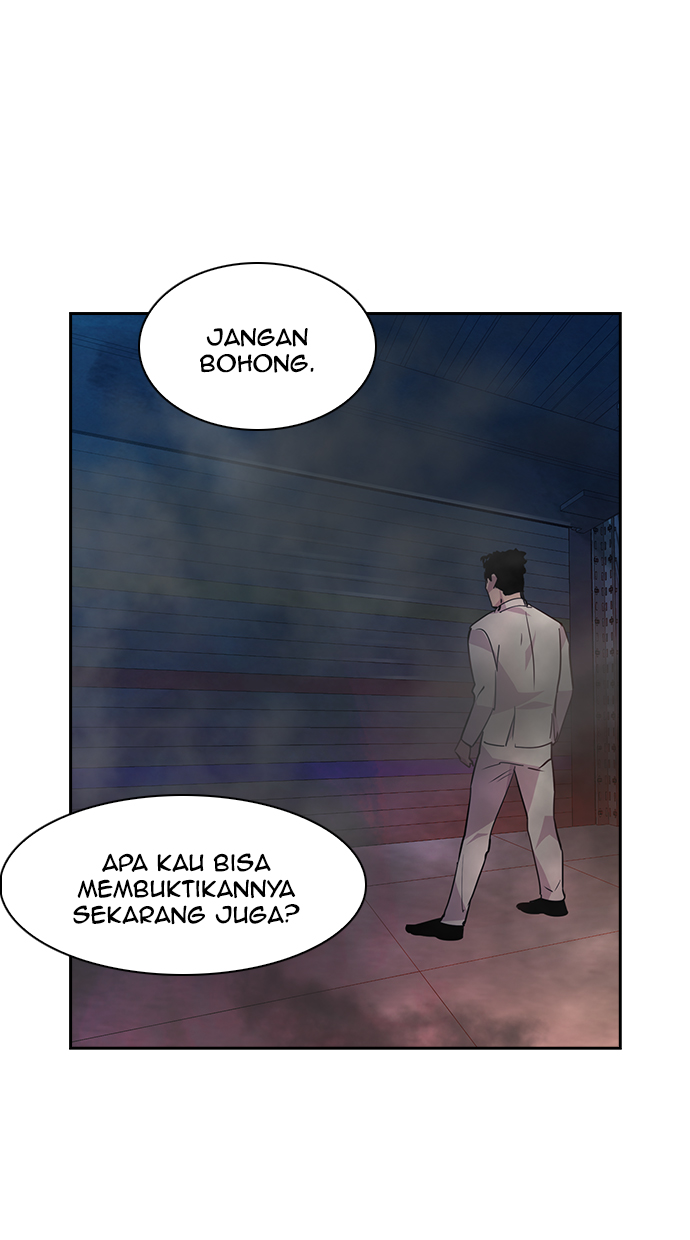 JANGAN
BOHONG.
APA KAU BISA
MEMBUKTIKANNYA
SEKARANG JUGA?